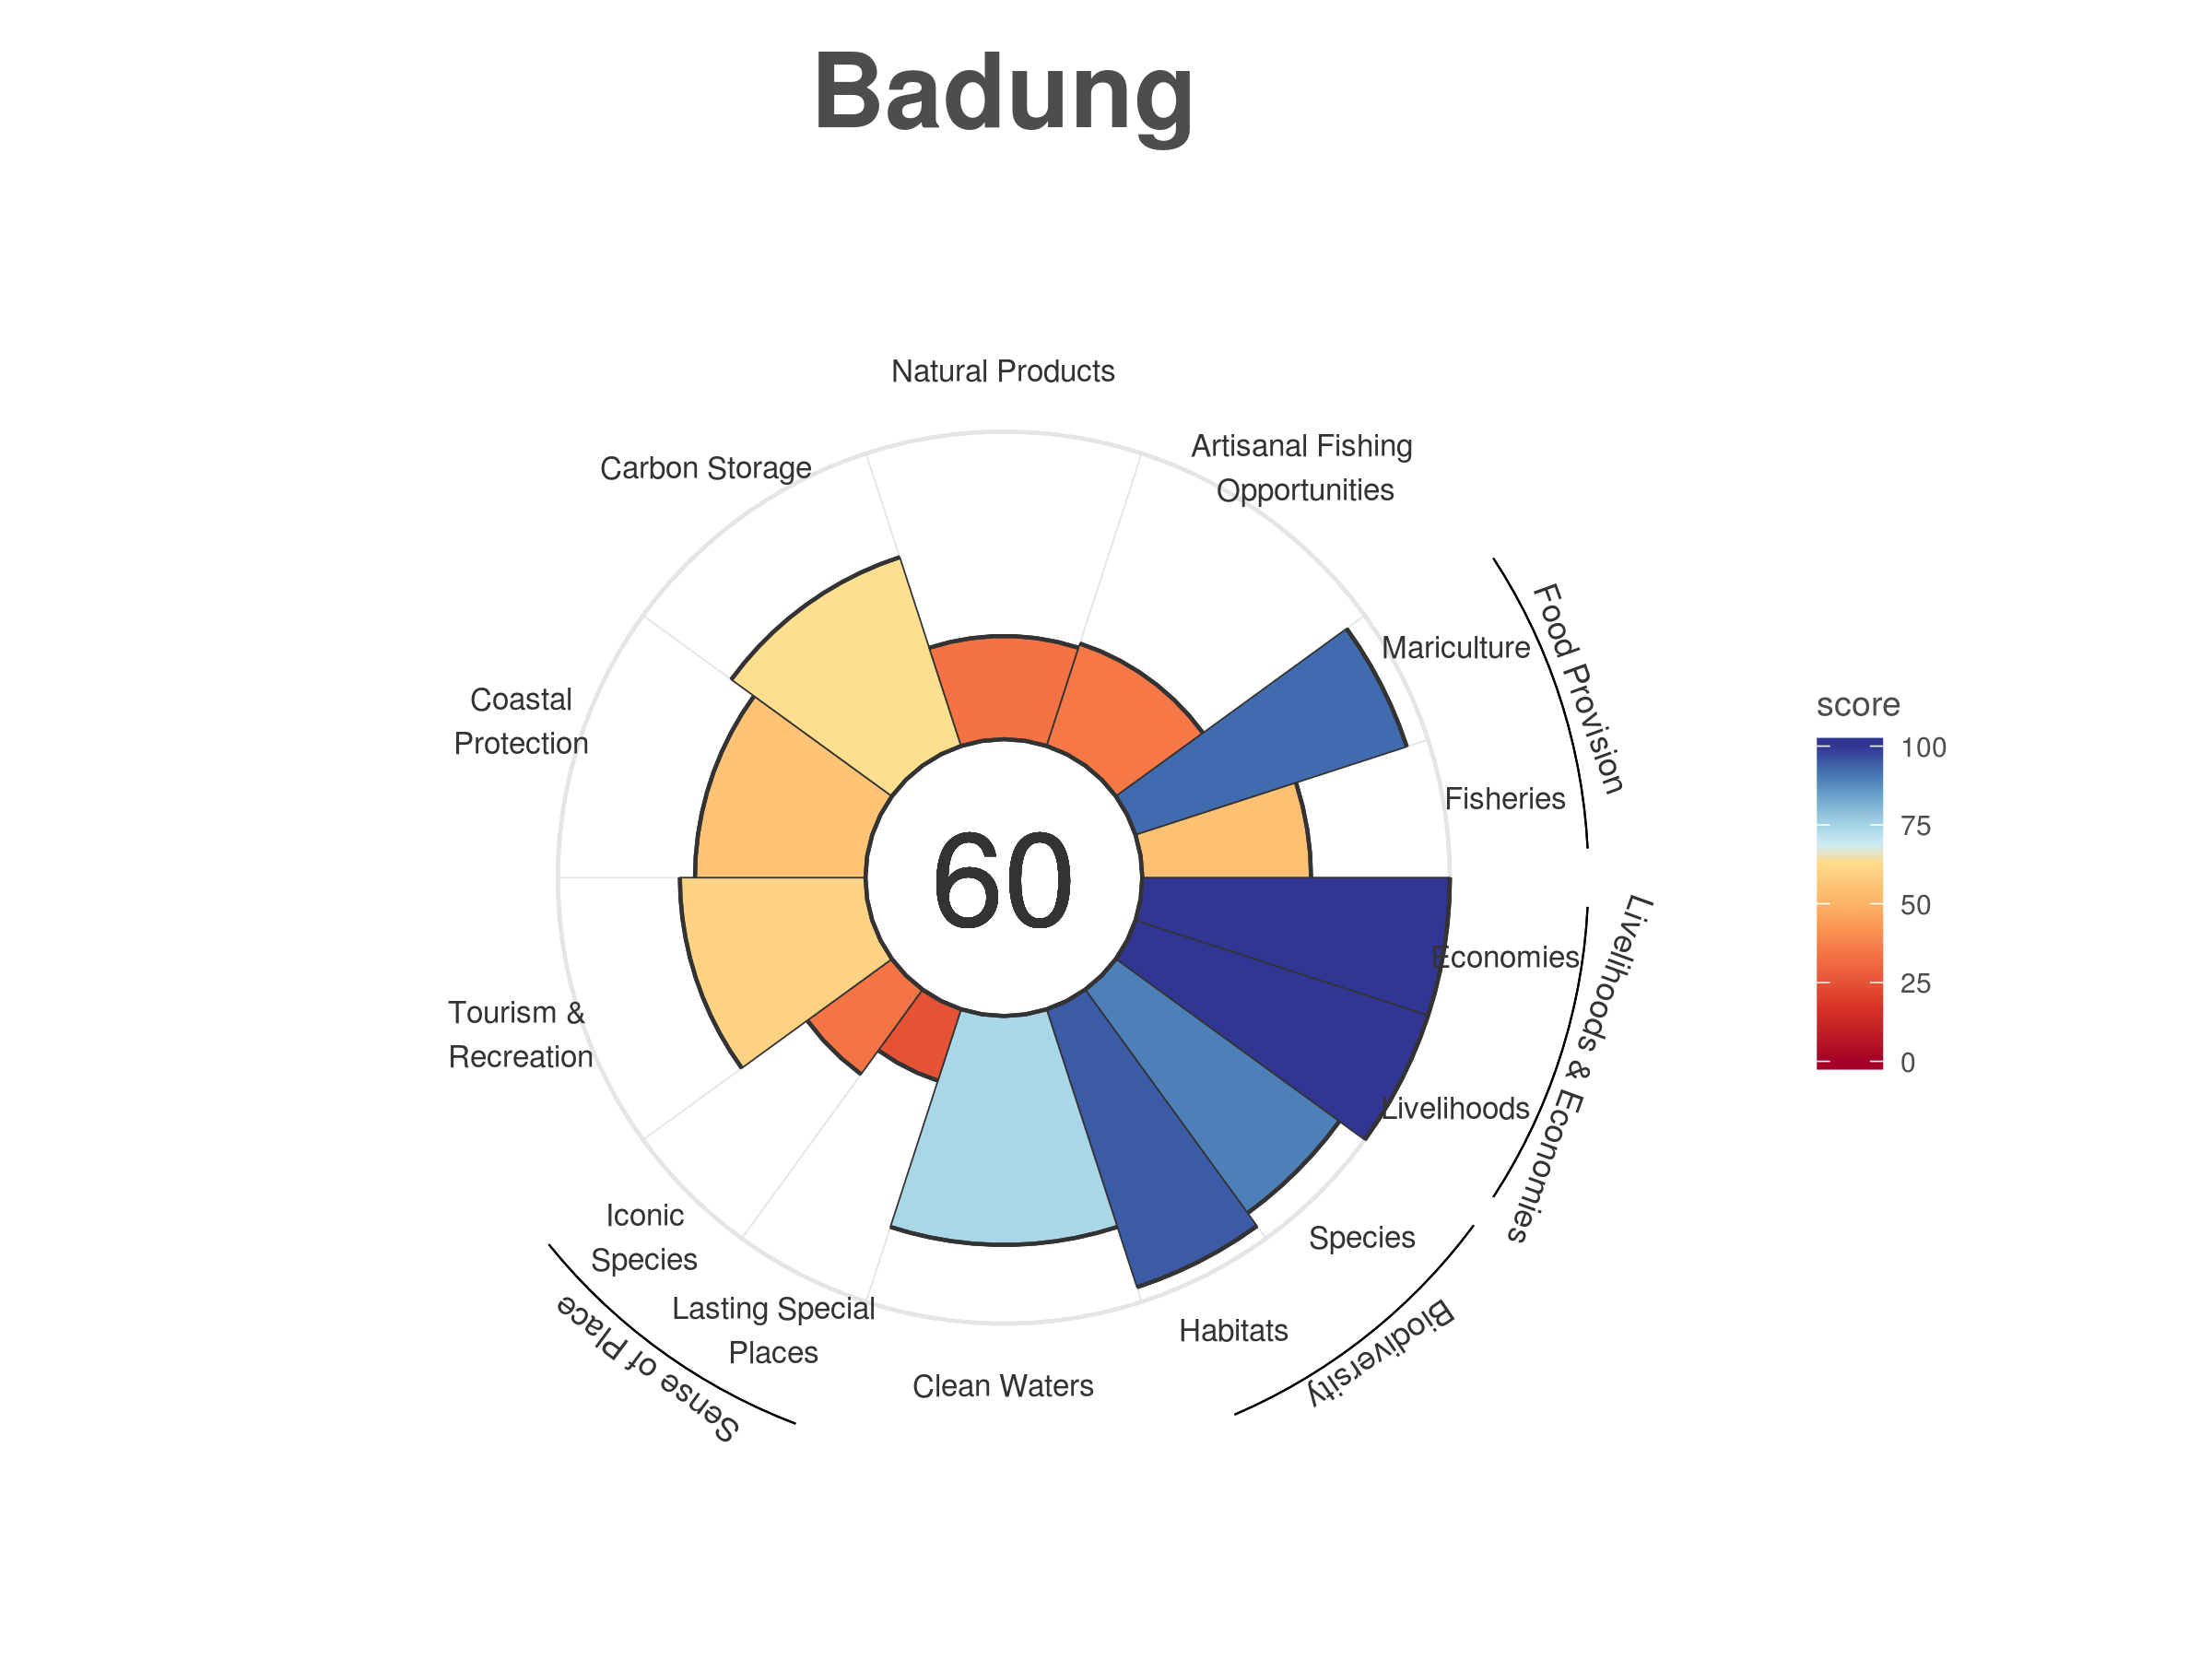 Badung
Natural Products
Artisanal Fishing
Opportunities
Carbon Storage
Mariculture
Food Provision
Coastal
Protection
Fisheries
60
score
100
75
50
25
0
Economies
Livelihoods & Economies
Tourism &
Recreation
Livelihoods
Iconic
Species
Species
Lasting Special
Places
Habitats
Biodiversity
Sense of Place
Clean Waters